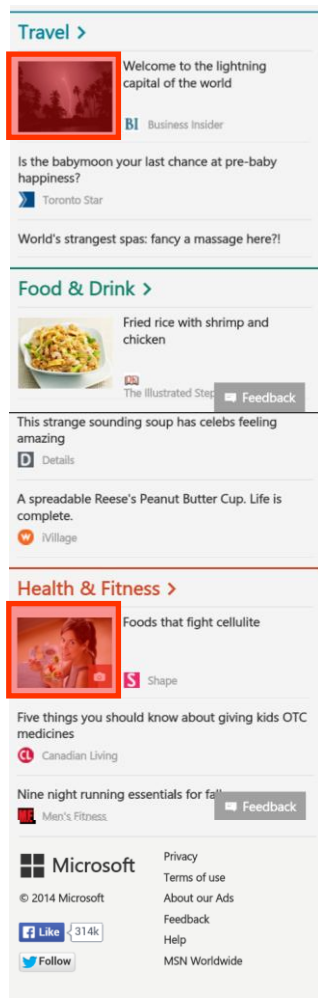 Travel >
Welcome to the lightning
capital of the world
BI Business Insider
Is the babymoon your last chance at pre-baby
happiness?
Toronto Star
World's strangest spas: fancy a massage here?!
Food & Drink >
Fried rice with shrimp and
chicken
The Illustrated Step
Feedback
This strange sounding soup has celebs feeling
amazing
D Details
A spreadable Reese's Peanut Butter Cup. Life is
complete.
iVillage
Health & Fitness >
Foods that fight cellulite
S Shape
Five things you should know about giving kids OTC
medicines
CL Canadian Living
Nine night running essentials for fall
Feedback
Men's Fitness
Microsoft
© 2014 Microsoft
Like 314k
Follow
Privacy
Terms of use
About our Ads
Feedback
Help
MSN Worldwide